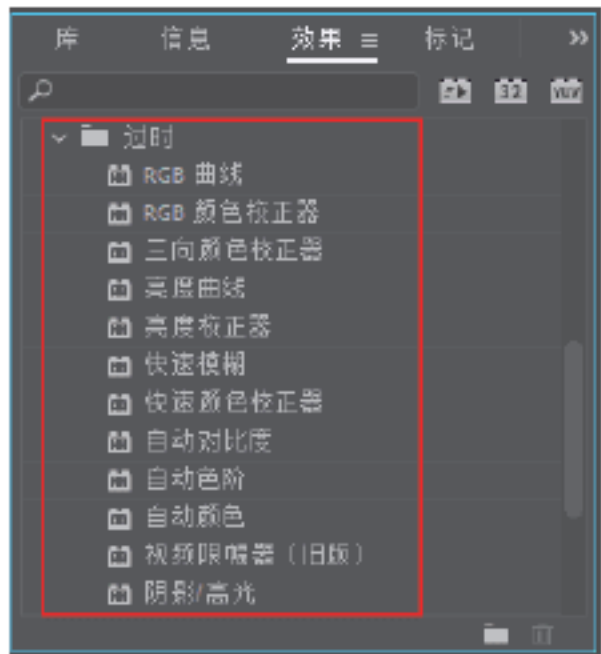 库 信息 效果 标记
32 YUV
过时
RGB 曲线
RGB 颜色校正器
三向颜色校正器
亮度曲线
亮度校正器
快速模糊
快速颜色校正器
自动对比度
自动色阶
自动颜色
视频限幅器（旧版）
阴影/高光